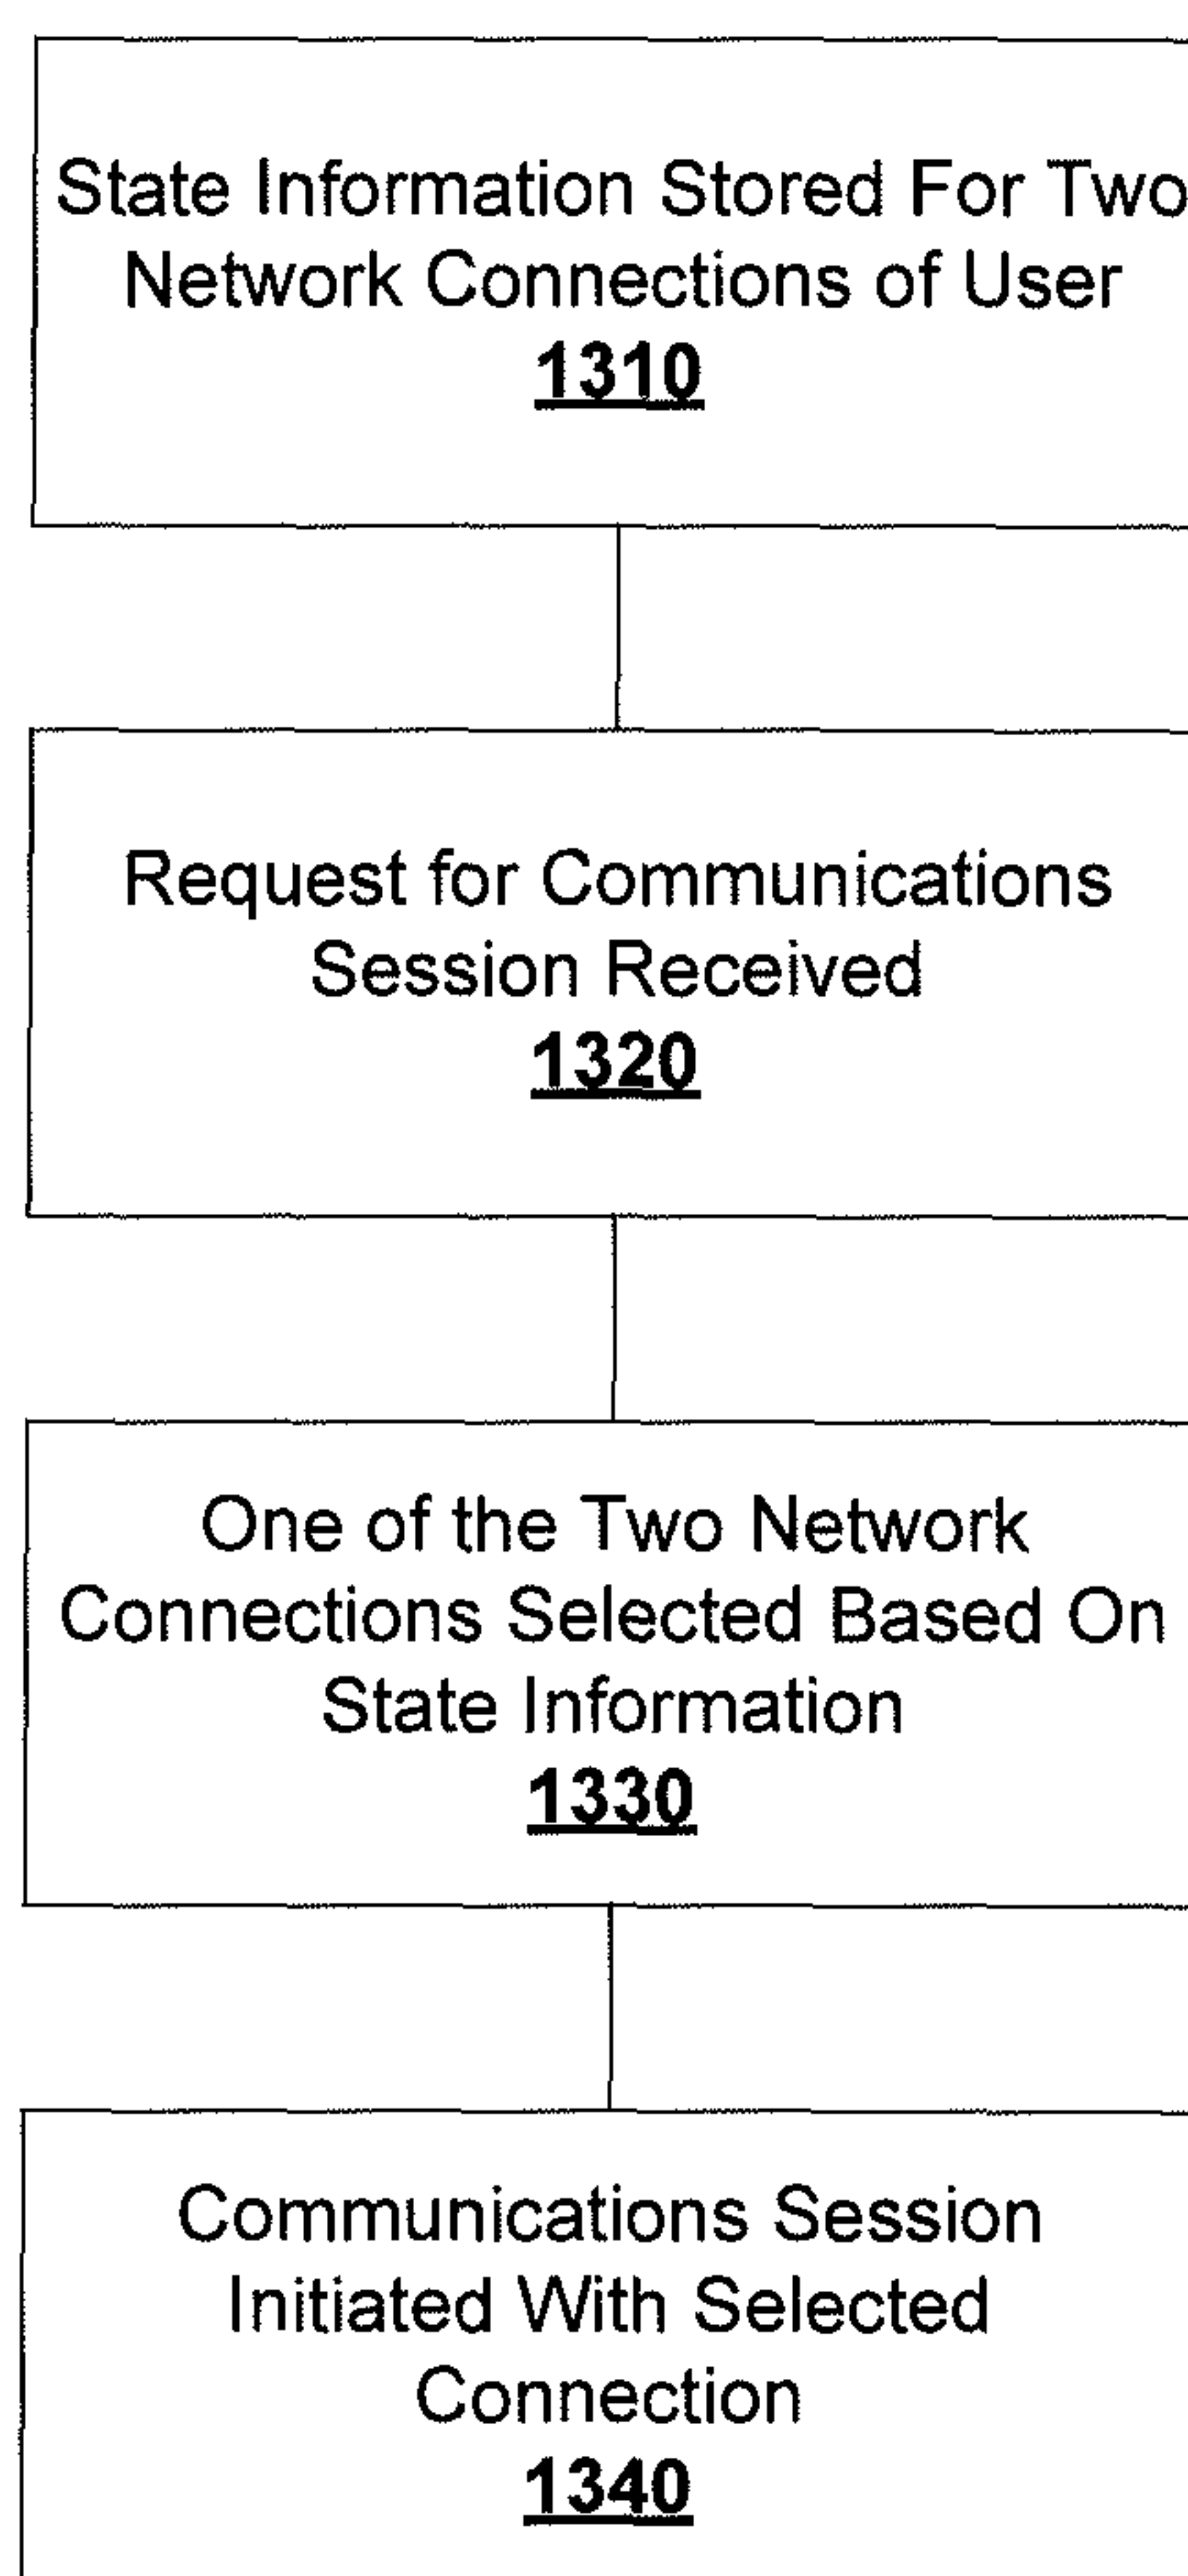 State Information Stored For Two
Network Connections of User
1310
Request for Communications
Session Received
1320
One of the Two Network
Connections Selected Based On
State Information
1330
Communications Session
Initiated With Selected
Connection
1340